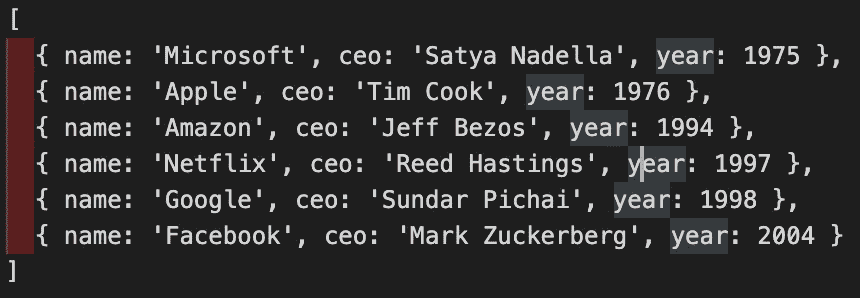 [
{ name: 'Microsoft', ceo: 'Satya Nadella', year: 1975 },
{ name: 'Apple', ceo: 'Tim Cook', year: 1976 },
{ name: 'Amazon', ceo: 'Jeff Bezos', year: 1994 },
{ name: 'Netflix', ceo: 'Reed Hastings', year: 1997 },
{ name: 'Google', ceo: 'Sundar Pichai', year: 1998 },
{ name: 'Facebook', ceo: 'Mark Zuckerberg', year: 2004 }
]